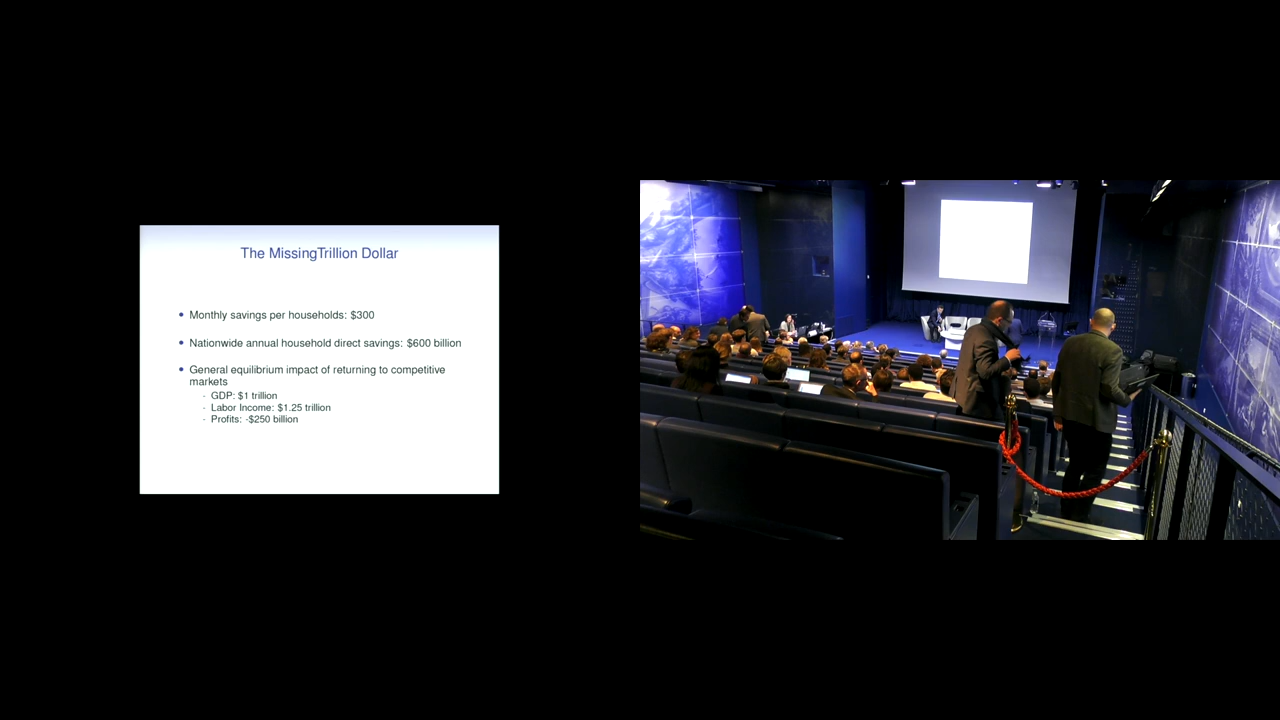 The MissingTrillion Dollar
• Monthly savings per households: $300
• Nationwide annual household direct savings: $600 billion
• General equilibrium impact of returning to competitive
markets
- GDP: $1 trillion
- Labor Income: $1.25 trillion
- Profits: -$250 billion